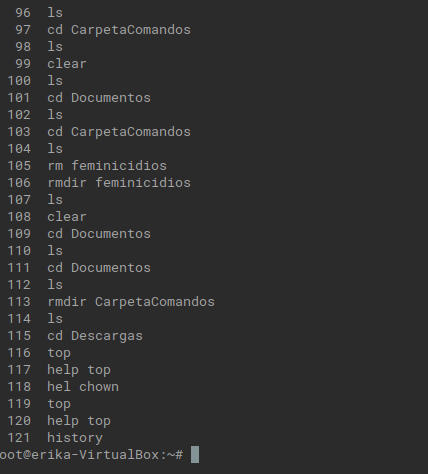 96 ls
97 cd CarpetaComandos
98 ls
99 clear
100 ls
101 cd Documentos
102 ls
103 cd CarpetaComandos
104 ls
105 rm feminicidios
106 rmdir feminicidios
107 ls
108 clear
109 cd Documentos
110 ls
111 cd Documentos
112 ls
113 rmdir CarpetaComandos
114 ls
115 cd Descargas
116 top
117 help top
118 hel chown
119 top
120 help top
121 history
oot@erika-VirtualBox:~#